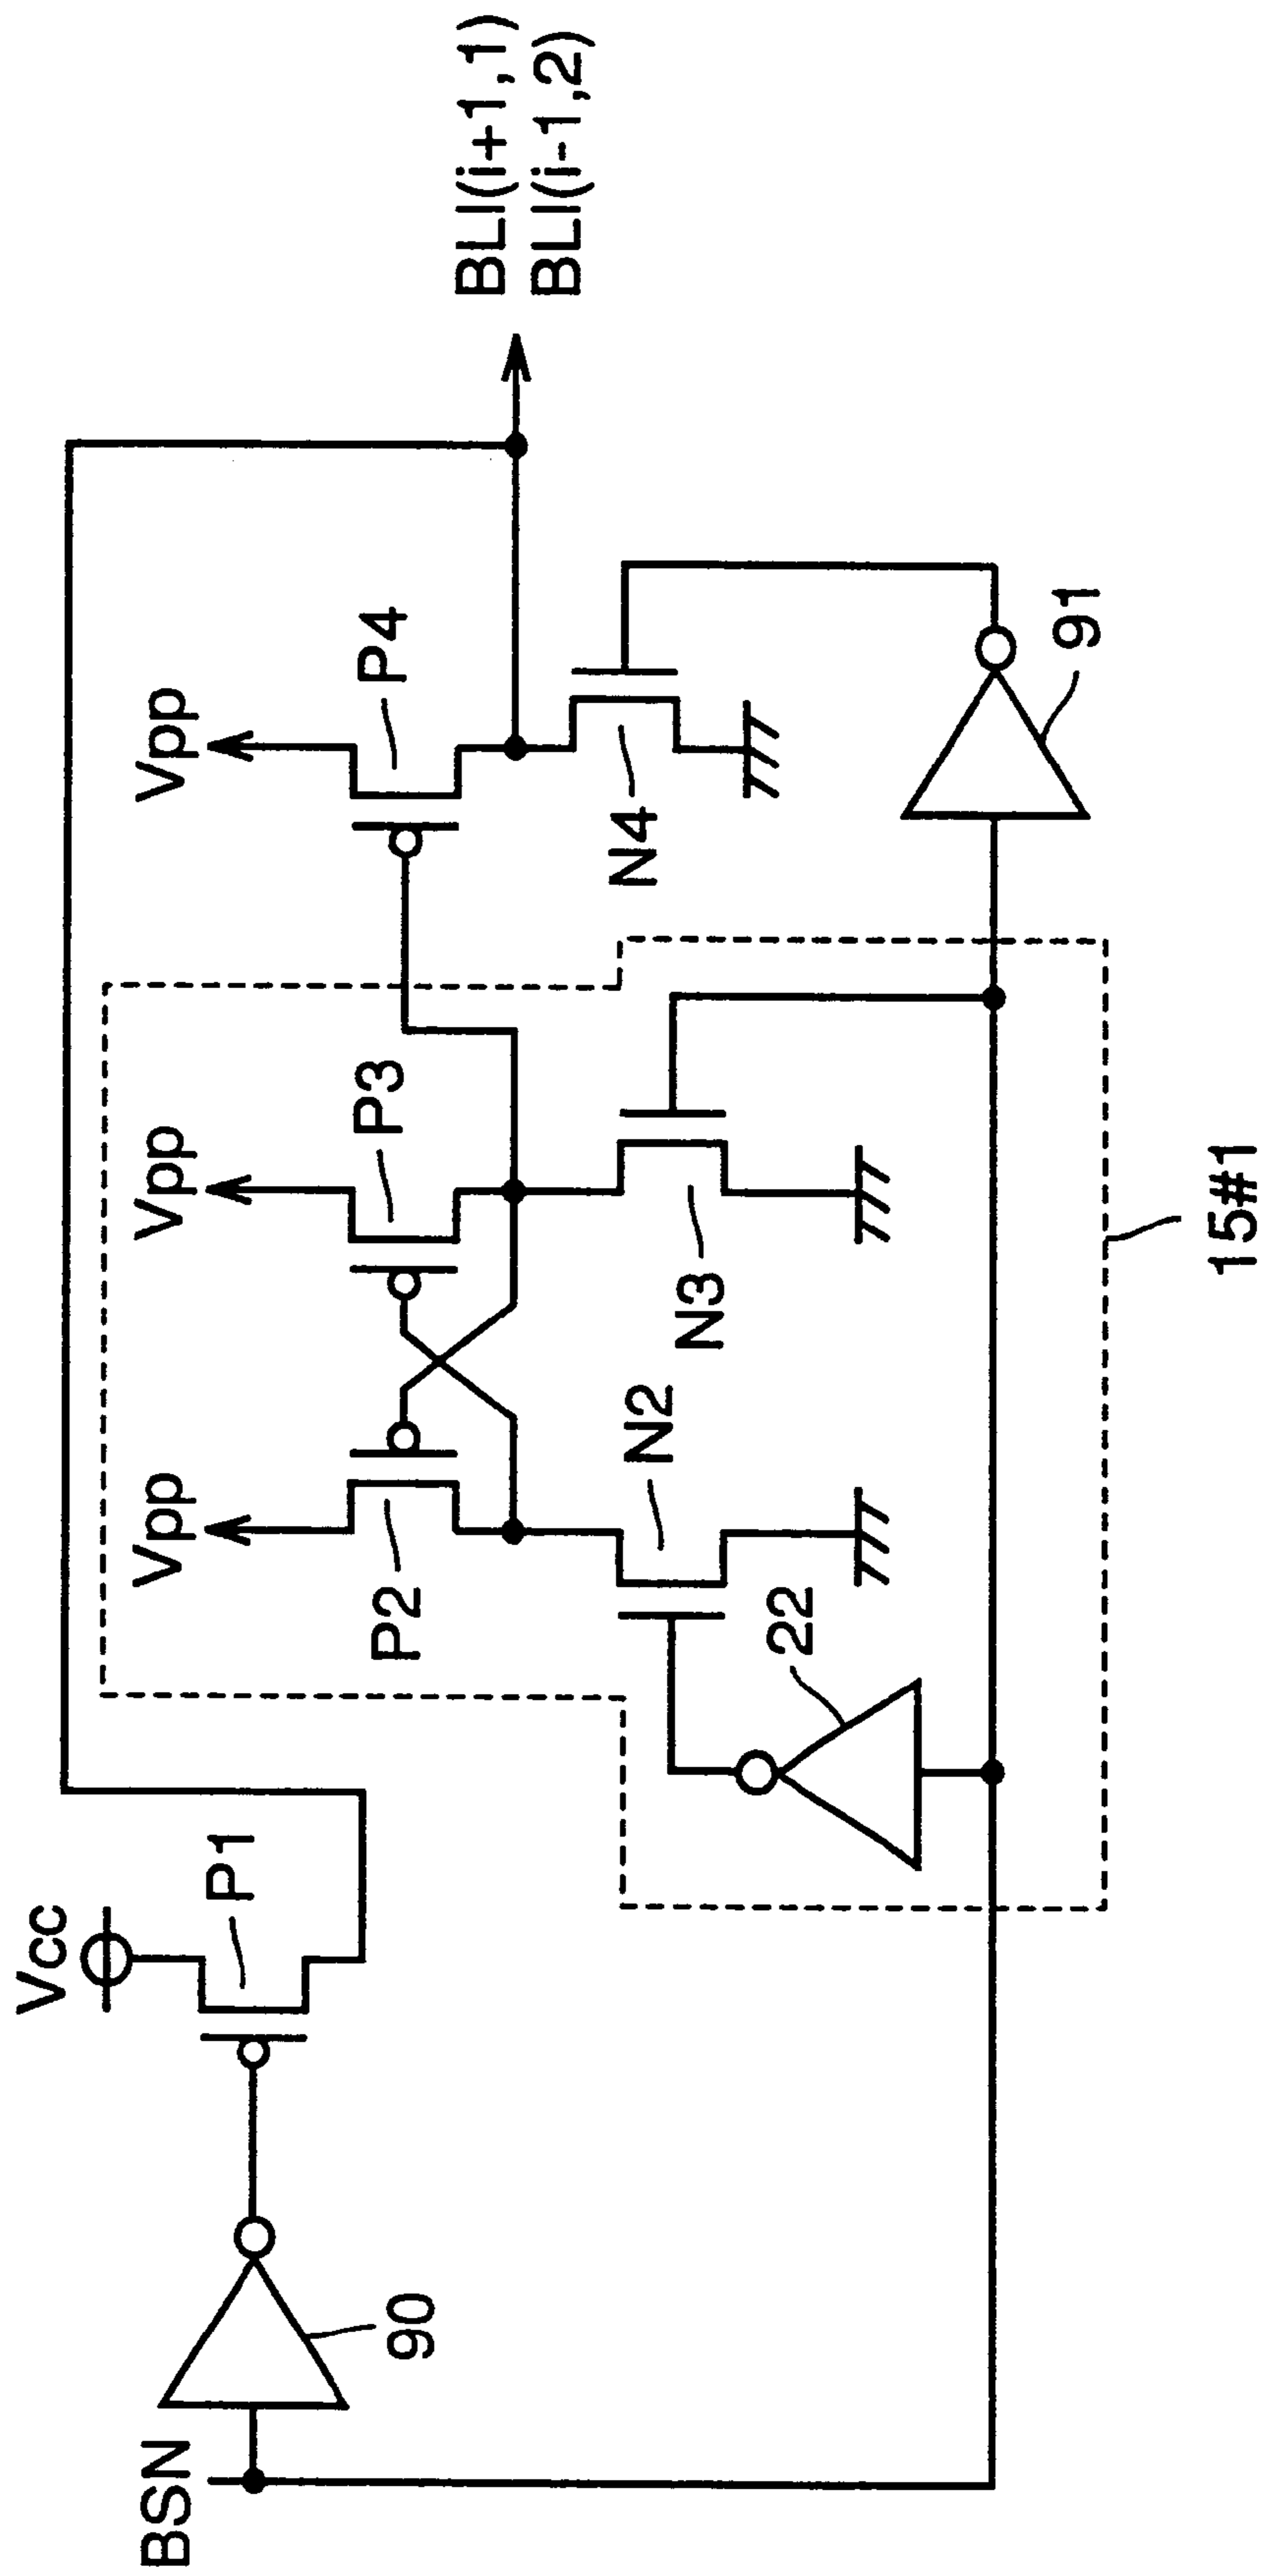 BSN
90
Vcc
P1
Vpp
P2
22
N2
Vpp
P3
N3
15#1
Vpp
P4
N4
91
BLI(i+1,1)
BLI(i-1,2)